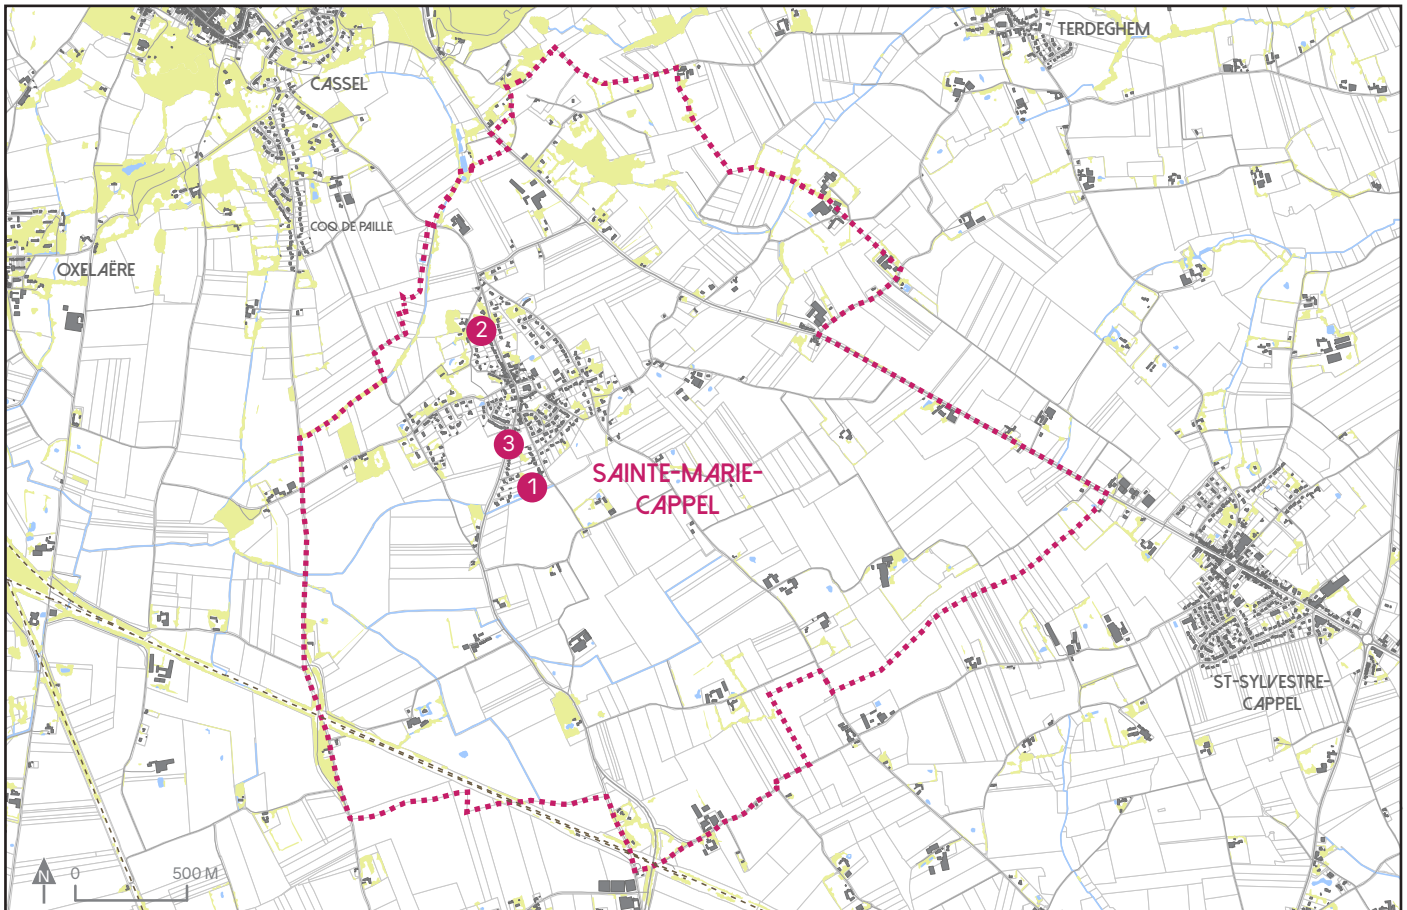 TERDEGHEM
CASSEL
COQ DE PAILLE
OXELAËRE
2
3
1
SAINTE-MARIE-
CAPPEL
ST-SYLVESTRE-
CAPPEL
N
0
500 M